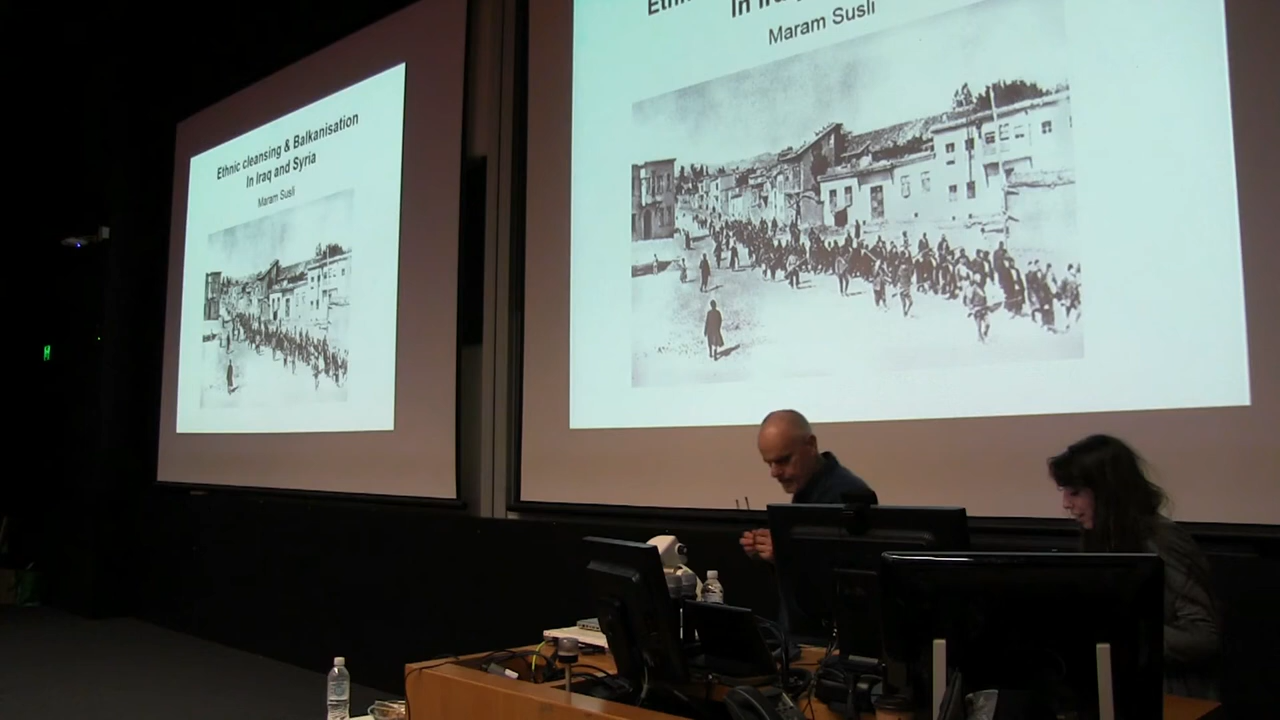 Ethnic cleansing & Balkanisation
In Iraq and Syria
Maram Susli
Maram Susli